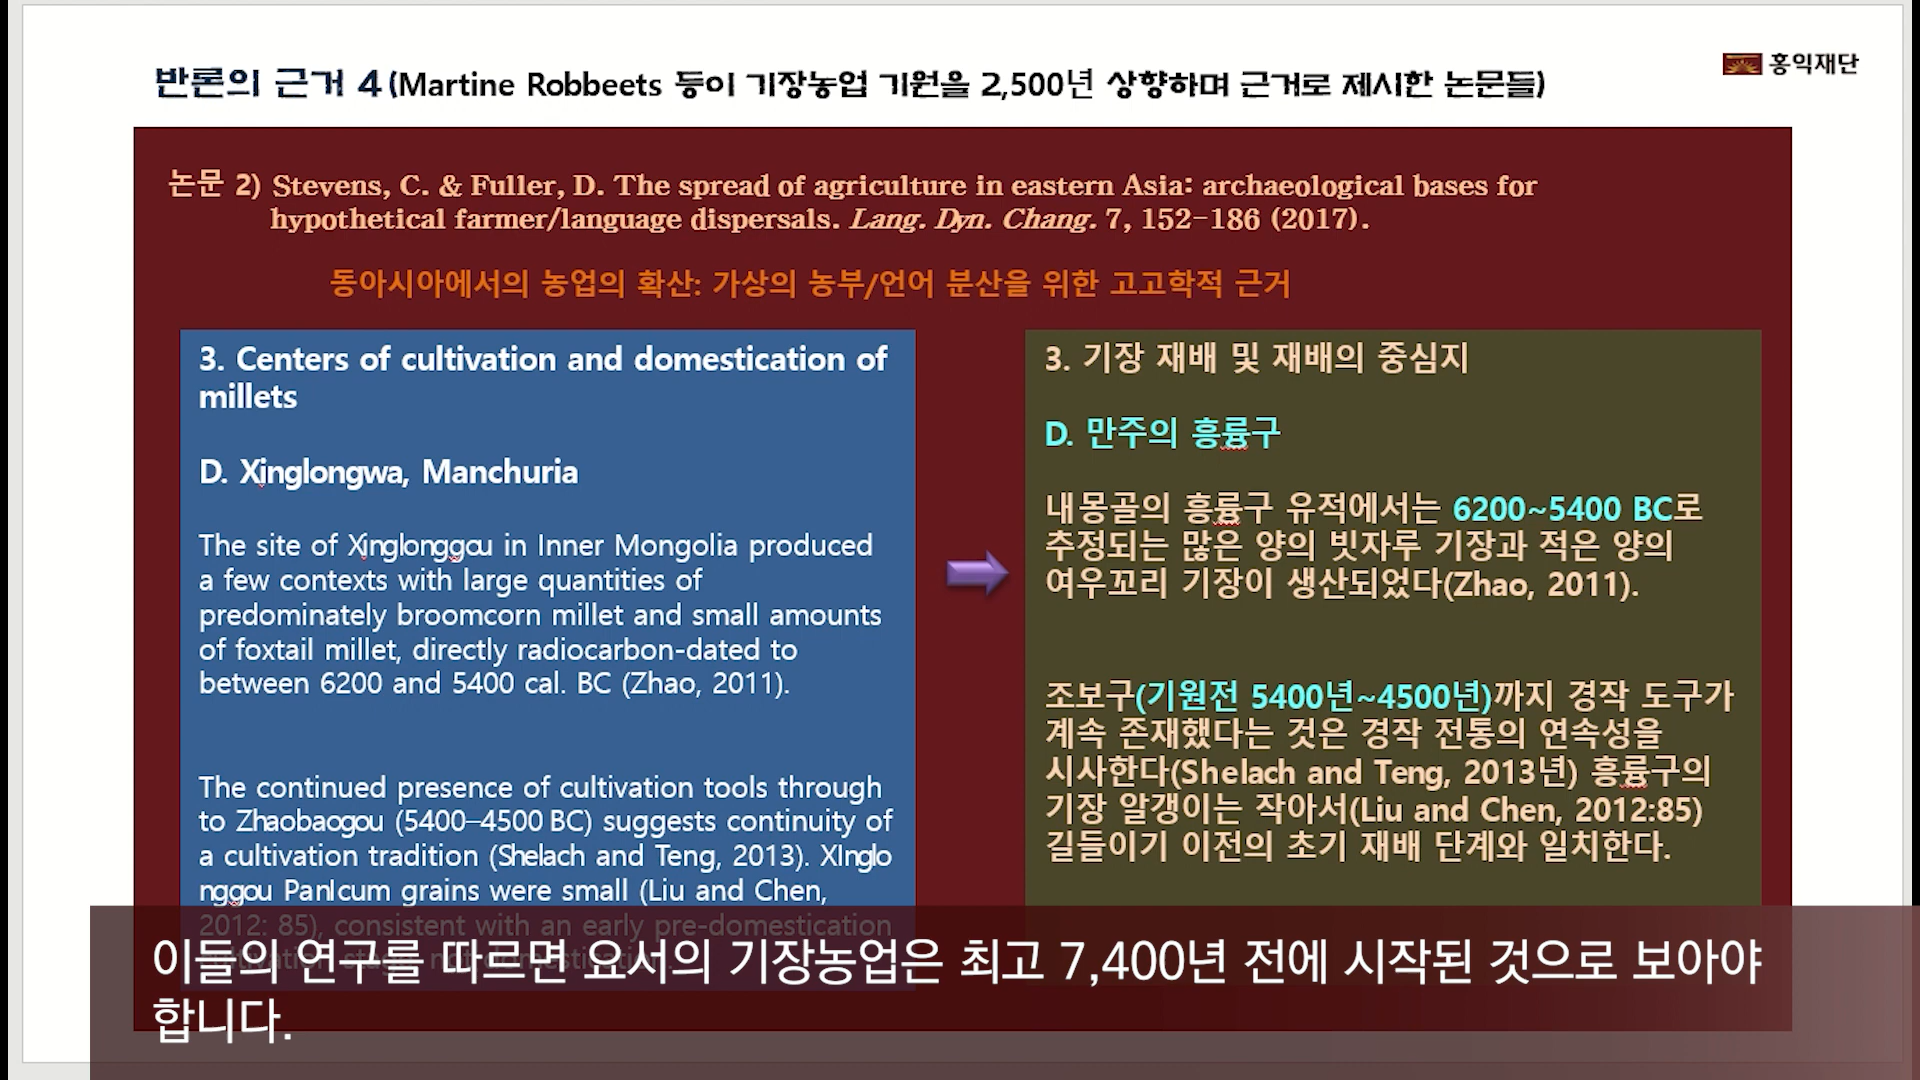 반론의 근거 4(Martine Robbeets 등이 기장농업 기원을 2,500년 상향하며 근거로 제시한 논문들)
홍익재단
논문 2) Stevens, C. & Fuller, D. The spread of agriculture in eastern Asia: archaeological bases for
hypothetical farmer/language dispersals. Lang. Dyn. Chang. 7, 152-186 (2017).
동아시아에서의 농업의 확산: 가상의 농부/언어 분산을 위한 고고학적 근거
3. Centers of cultivation and domestication of
millets
D. Xinglongwa, Manchuria
The site of Xinglonggou in Inner Mongolia produced
a few contexts with large quantities of
predominately broomcorn millet and small amounts
of foxtail millet, directly radiocarbon-dated to
between 6200 and 5400 cal. BC (Zhao, 2011).
The continued presence of cultivation tools through
to Zhaobaogou (5400–4500 BC) suggests continuity of
a cultivation tradition (Shelach and Teng, 2013). XInglo
nggou PanIcum grains were small (Liu and Chen,
2012: 85), consistent with an early pre-domestication
3. 기장 재배 및 재배의 중심지
D. 만주의 흥륭구
내몽골의 흥륭구 유적에서는 6200~5400 BC로
추정되는 많은 양의 빗자루 기장과 적은 양의
여우꼬리 기장이 생산되었다(Zhao, 2011).
조보구(기원전 5400년~4500년)까지 경작 도구가
계속 존재했다는 것은 경작 전통의 연속성을
시사한다(Shelach and Teng, 2013년) 흥륭구의
기장 알갱이는 작아서(Liu and Chen, 2012:85)
길들이기 이전의 초기 재배 단계와 일치한다.
이들의 연구를 따르면 요서의 기장농업은 최고 7,400년 전에 시작된 것으로 보아야
합니다.